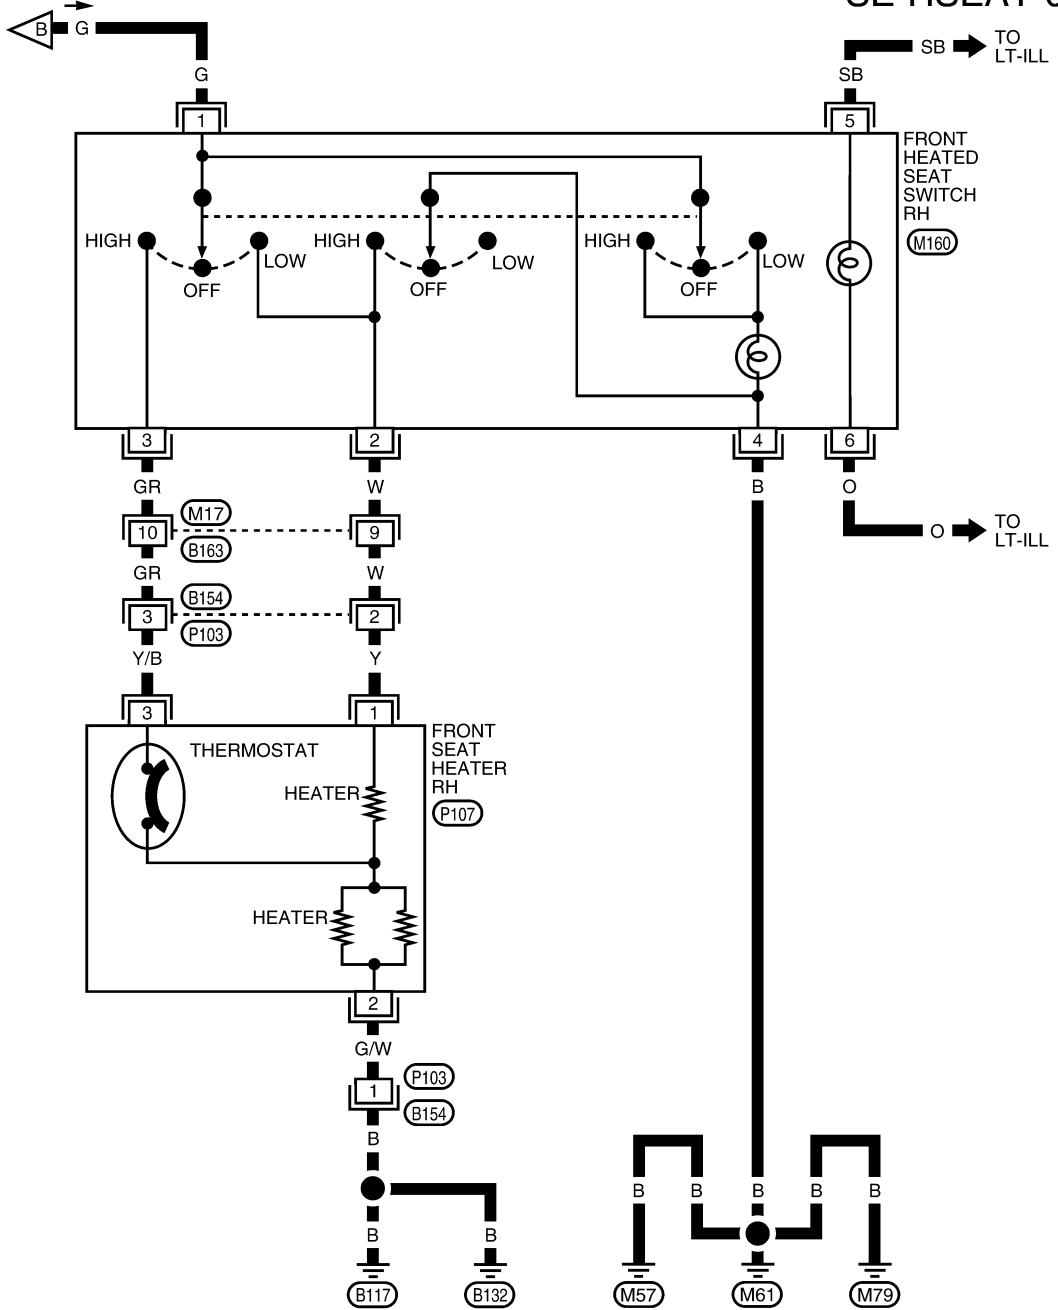 B G
G
SB
TO
LT-ILL
SB
1
5
FRONT
HEATED
SEAT
SWITCH
RH
M160
HIGH
LOW
OFF
HIGH
LOW
OFF
HIGH
LOW
OFF
3
2
4
6
GR
W
B
O
10
M17
B163
9
O
TO
LT-ILL
GR
W
3
B154
P103
2
Y/B
Y
3
1
THERMOSTAT
HEATER
HEATER
FRONT
SEAT
HEATER
RH
P107
2
G/W
1
P103
B154
B
B
B
B117
B132
B
B
B
B
B
M57
M61
M79